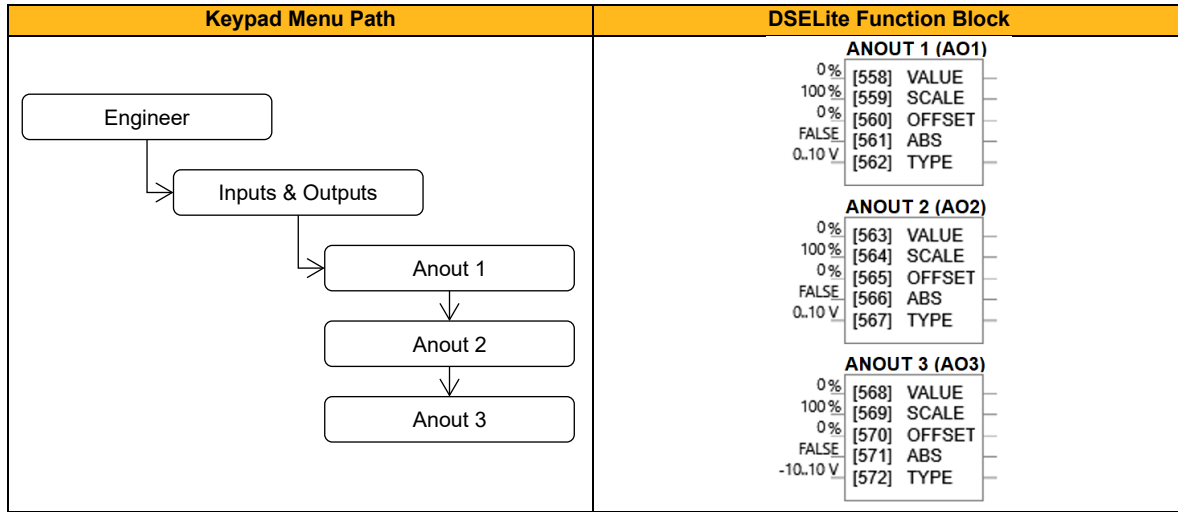 Keypad Menu Path
DSELite Function Block
Engineer
Inputs & Outputs
Anout 1
Anout 2
Anout 3
ANOUT 1 (AO1)
0% [558] VALUE
100% [559] SCALE
0% [560] OFFSET
FALSE [561] ABS
0..10 V [562] TYPE
ANOUT 2 (AO2)
0% [563] VALUE
100% [564] SCALE
0% [565] OFFSET
FALSE [566] ABS
0..10 V [567] TYPE
ANOUT 3 (AO3)
0% [568] VALUE
100% [569] SCALE
0% [570] OFFSET
FALSE [571] ABS
-10..10 V [572] TYPE